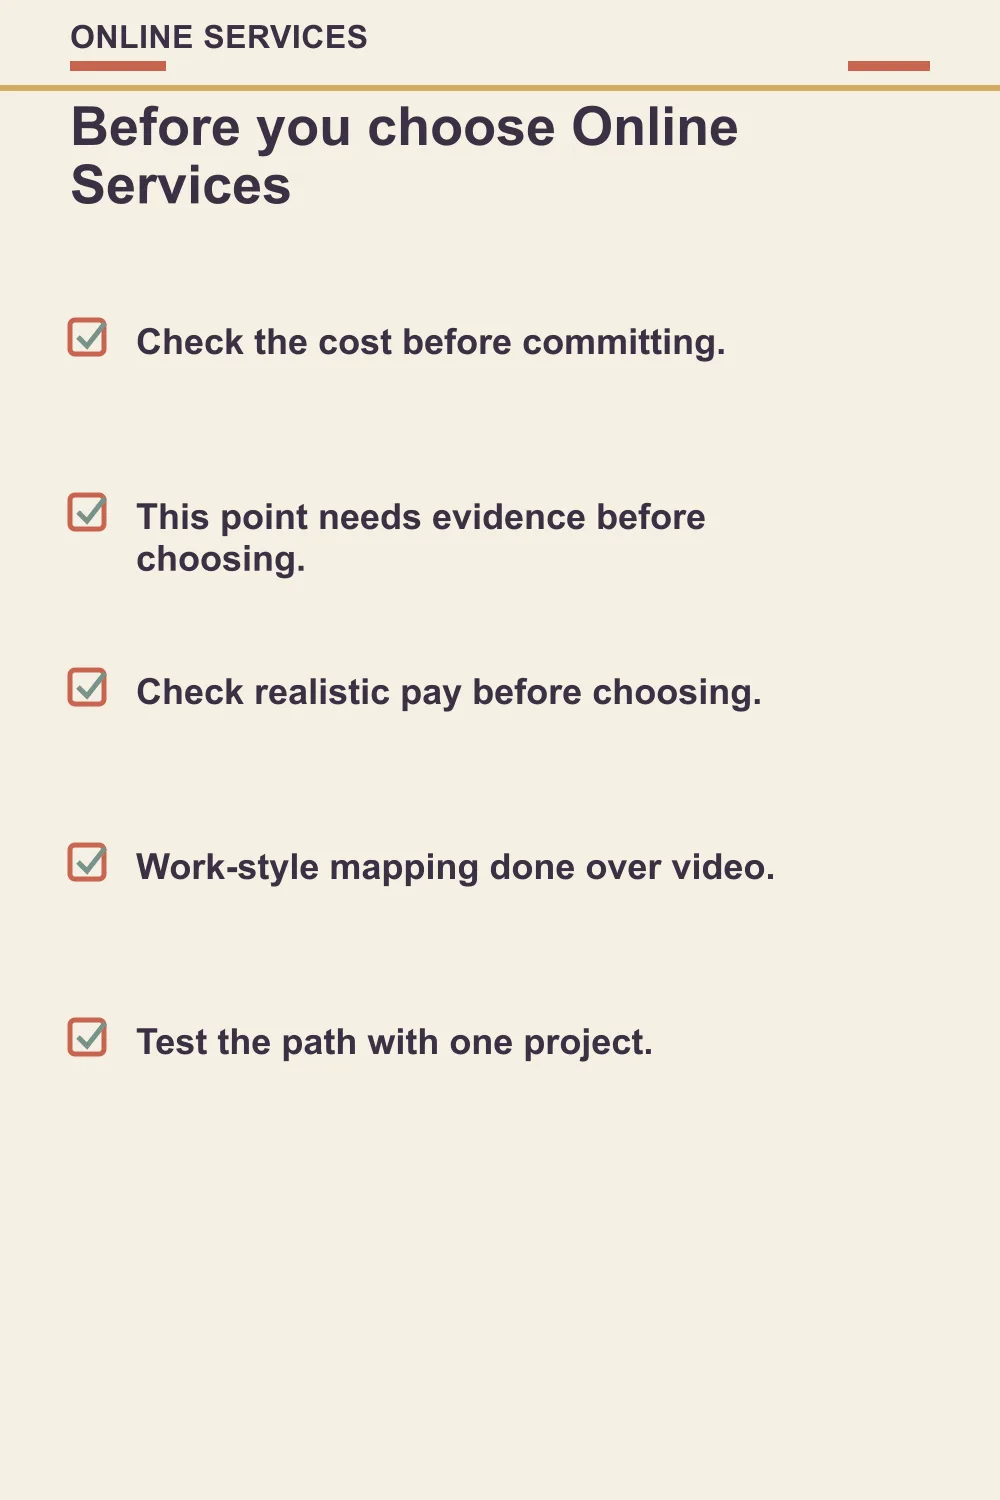 ONLINE SERVICES
Before you choose Online
Services
Check the cost before committing.
This point needs evidence before
choosing.
Check realistic pay before choosing.
Work-style mapping done over video.
Test the path with one project.